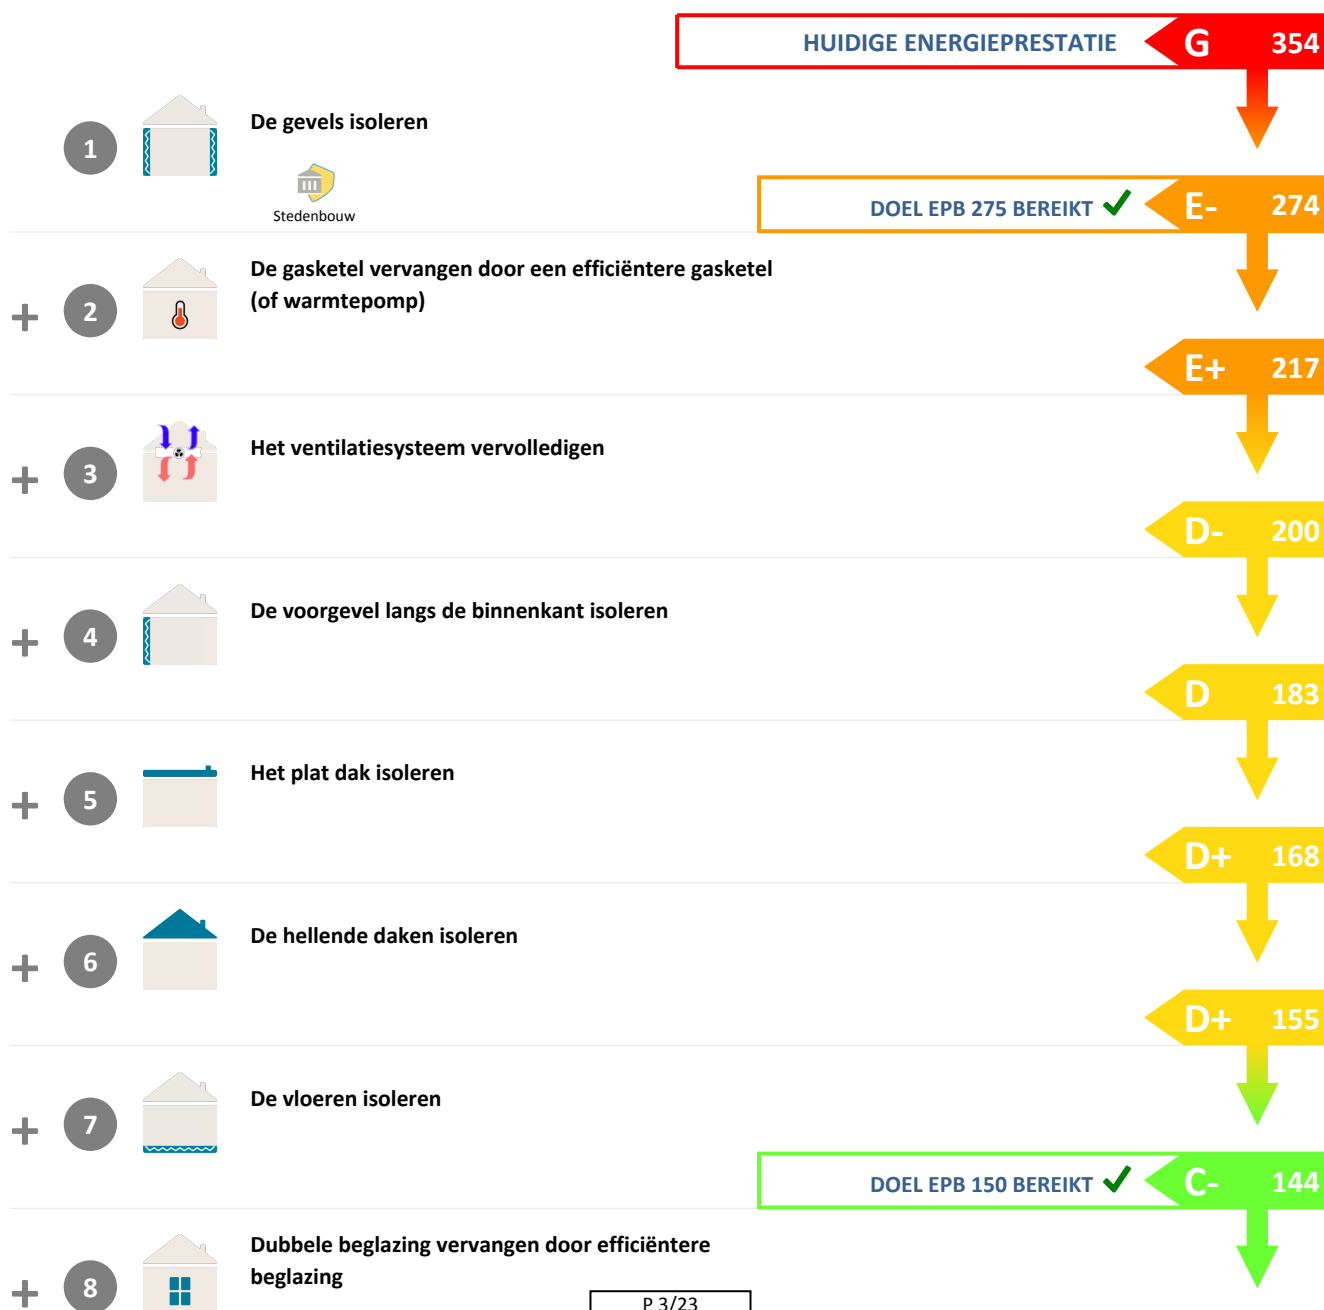 HUIDIGE ENERGIEPRESTATIE G 354
1 De gevels isoleren
Stedenbouw
DOEL EPB 275 BEREIKT E- 274
+ 2 De gasketel vervangen door een efficiëntere gasketel
(of warmtepomp)
E+ 217
+ 3 Het ventilatiesysteem vervolledigen
D- 200
+ 4 De voorgevel langs de binnenkant isoleren
D 183
+ 5 Het plat dak isoleren
D+ 168
+ 6 De hellende daken isoleren
D+ 155
+ 7 De vloeren isoleren
DOEL EPB 150 BEREIKT C- 144
+ 8 Dubbele beglazing vervangen door efficiëntere
beglazing
P 3/23